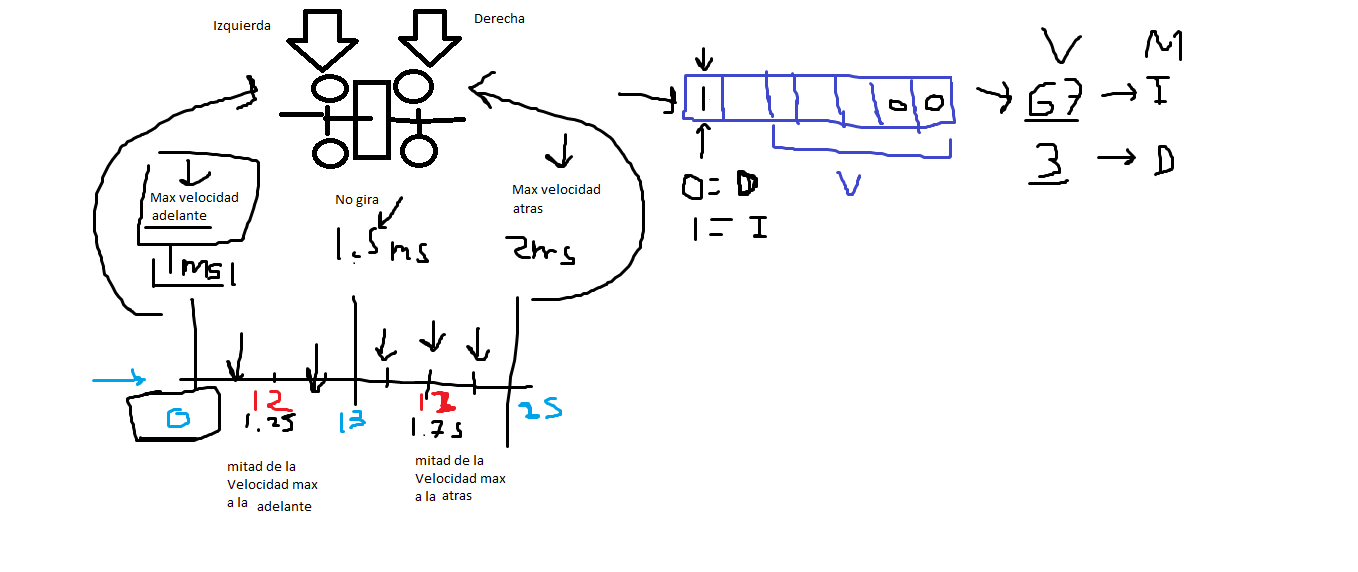 Izquierda
Derecha
Max velocidad
adelante
1ms
No gira
1.5ms
Max velocidad
atras
2ms
0
12
1.25
13
12
1.75
25
mitad de la
Velocidad max
a la adelante
mitad de la
Velocidad max
a la atras
1 0 0
0 = D
1 = I
V
V M
67 → I
3 → D